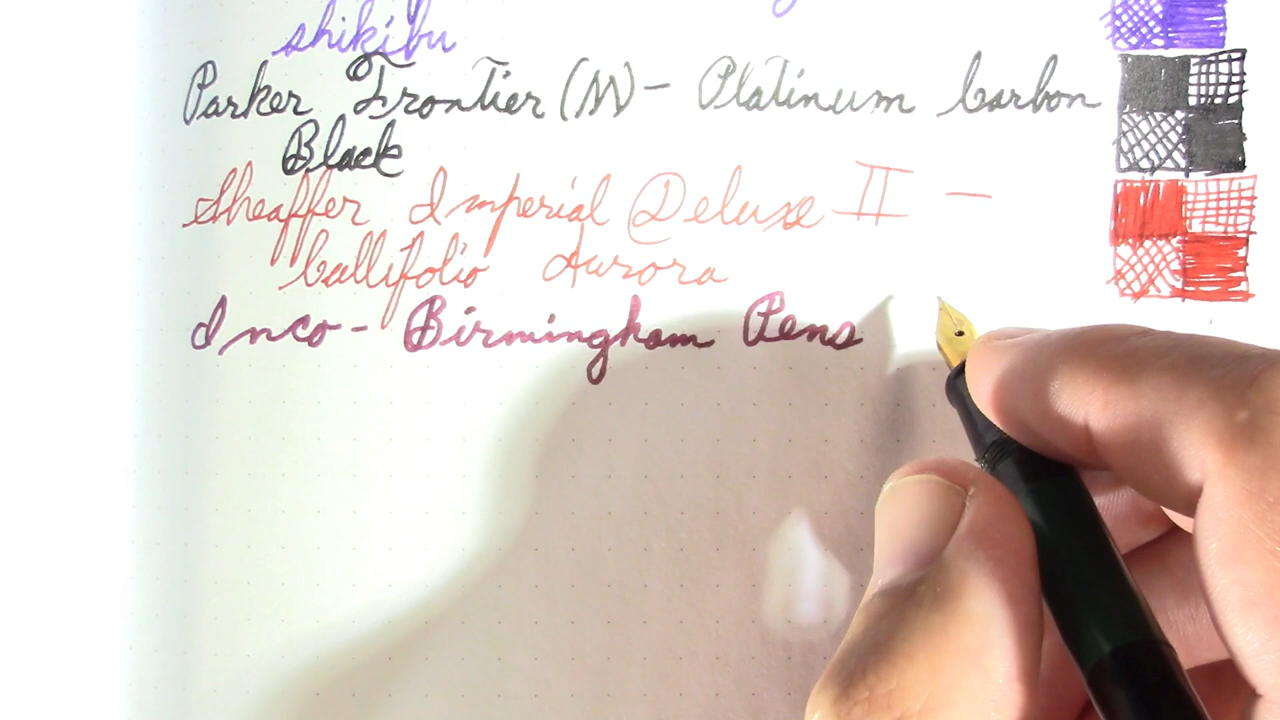 shikibu
Parker Frontier (M) - Platinum Carbon
Black
Sheaffer Imperial Deluxe II -
Callifolio Aurora
Inco - Birmingham Pens